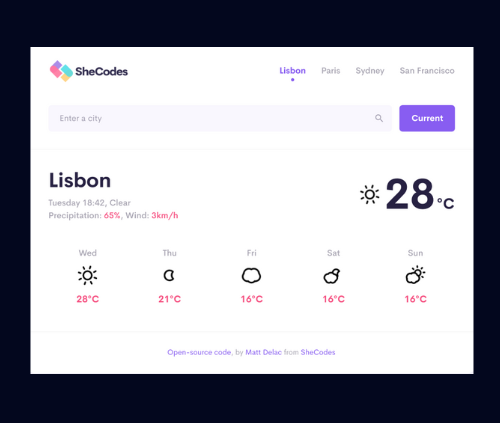 SheCodes
Lisbon Paris Sydney San Francisco
Enter a city
Current
Lisbon
28 °C
Tuesday 18:42, Clear
Precipitation: 65%, Wind: 3km/h
Wed Thu Fri Sat Sun
28°C 21°C 16°C 16°C 16°C
Open-source code, by Matt Delac from SheCodes